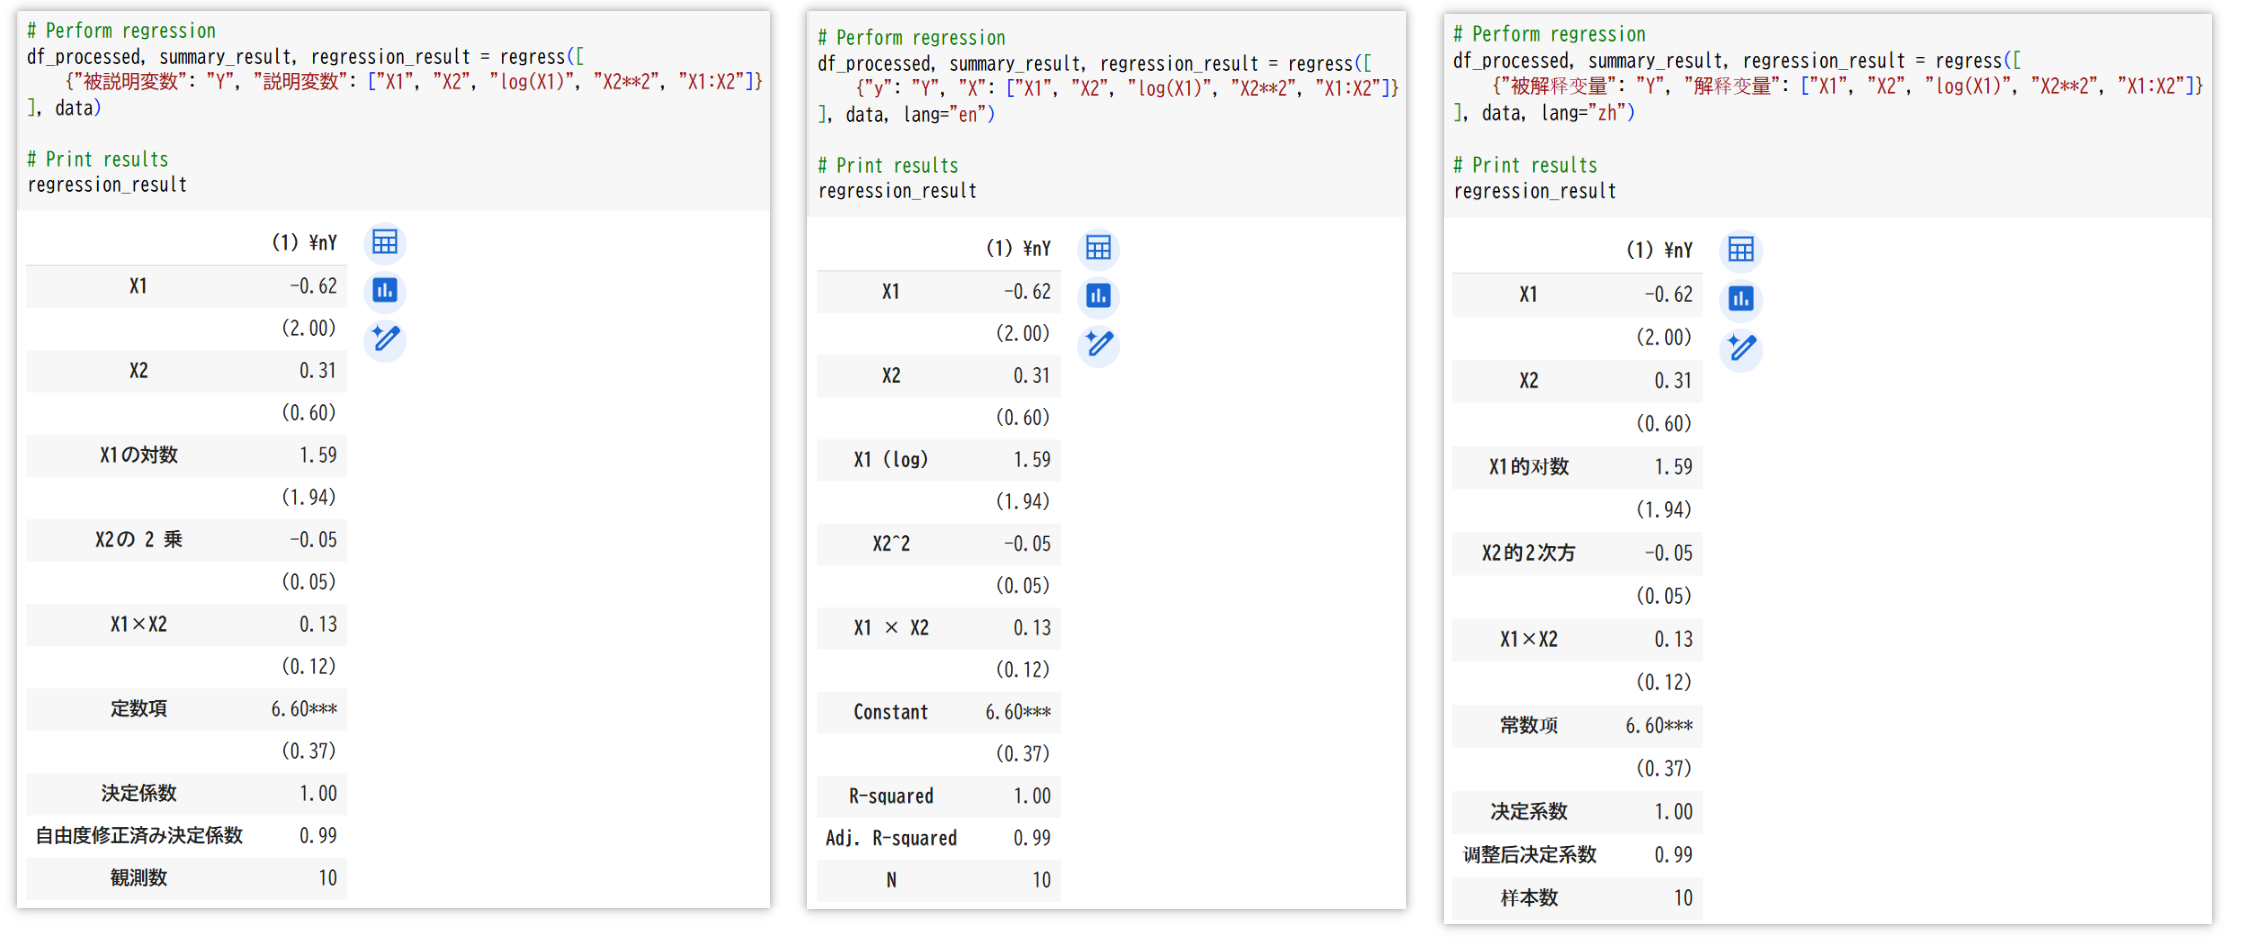 # Perform regression
df_processed, summary_result, regression_result = regress([
{"被説明変数": "Y", "説明変数": ["X1", "X2", "log(X1)", "X2**2", "X1:X2"]}
], data)
# Print results
regression_result
(1) ¥nY
X1 -0.62
(2.00)
X2 0.31
(0.60)
X1の対数 1.59
(1.94)
X2の 2 乗 -0.05
(0.05)
X1×X2 0.13
(0.12)
定数項 6.60***
(0.37)
決定係数 1.00
自由度修正済み決定係数 0.99
観測数 10
# Perform regression
df_processed, summary_result, regression_result = regress([
{"y": "Y", "X": ["X1", "X2", "log(X1)", "X2**2", "X1:X2"]}
], data, lang="en")
# Print results
regression_result
(1) ¥nY
X1 -0.62
(2.00)
X2 0.31
(0.60)
X1 (log) 1.59
(1.94)
X2^2 -0.05
(0.05)
X1 × X2 0.13
(0.12)
Constant 6.60***
(0.37)
R-squared 1.00
Adj. R-squared 0.99
N 10
# Perform regression
df_processed, summary_result, regression_result = regress([
{"被解释变量": "Y", "解释变量": ["X1", "X2", "log(X1)", "X2**2", "X1:X2"]}
], data, lang="zh")
# Print results
regression_result
(1) ¥nY
X1 -0.62
(2.00)
X2 0.31
(0.60)
X1的对数 1.59
(1.94)
X2的2次方 -0.05
(0.05)
X1×X2 0.13
(0.12)
常数项 6.60***
(0.37)
决定系数 1.00
调整后决定系数 0.99
样本数 10